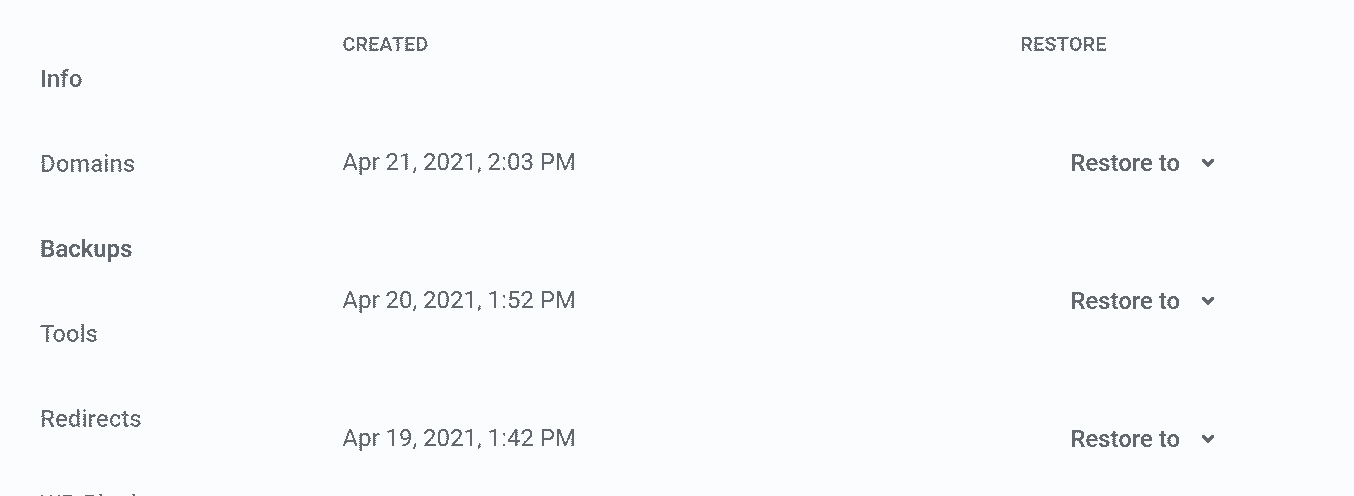 CREATED RESTORE
Info
Domains Apr 21, 2021, 2:03 PM Restore to
Backups
Apr 20, 2021, 1:52 PM Restore to
Tools
Redirects
Apr 19, 2021, 1:42 PM Restore to